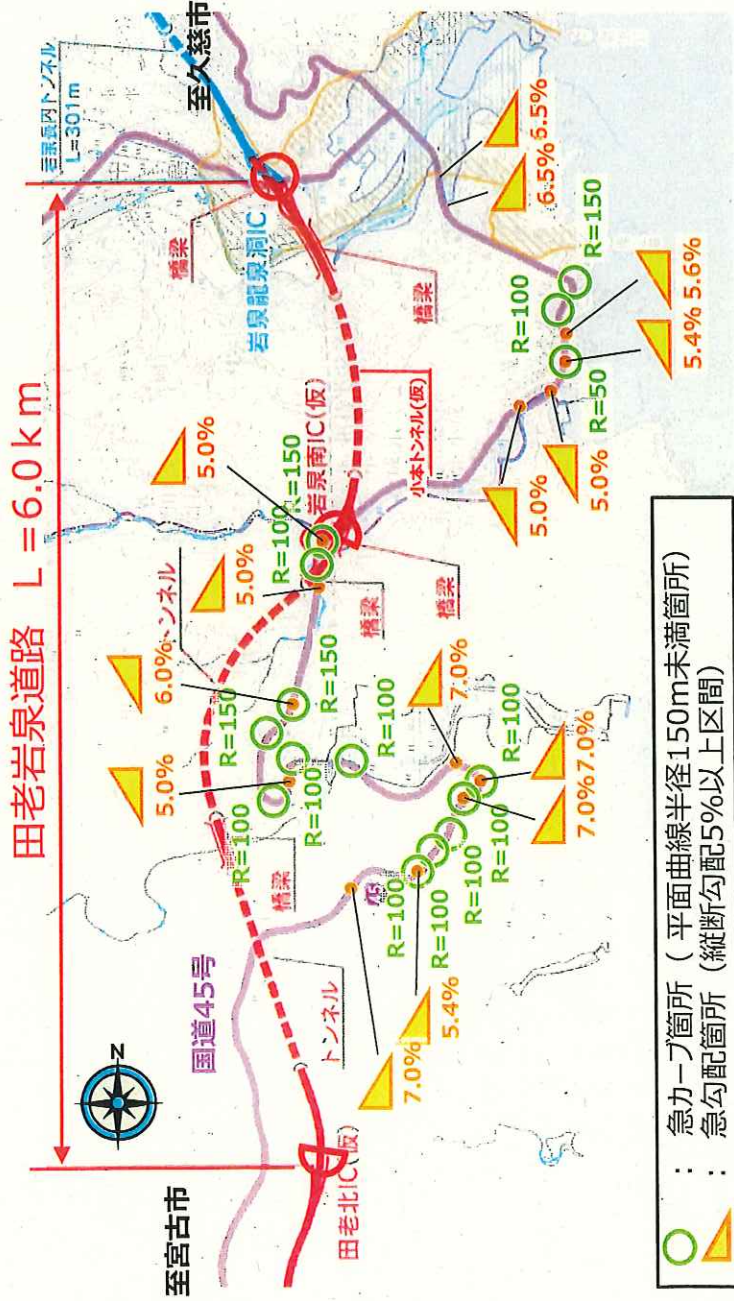 田老岩泉道路 L=6.0km
岩泉長内トンネル
L=301m
至久慈市
橋梁
岩泉龍泉洞IC
橋梁
6.5%
6.5%
R=150
R=100
5.6%
5.4%
R=50
5.0%
5.0%
小本トンネル(仮)
岩泉南IC(仮)
R=150
5.0%
R=100
5.0%
橋梁
橋梁
トンネル
6.0%
R=150
R=150
5.0%
R=100
R=100
R=100
7.0%
R=100
7.0%
7.0%
R=100
R=100
R=100
R=100
45
5.4%
7.0%
橋梁
国道45号
トンネル
N
至宮古市
田老北IC(仮)
: 急カーブ箇所 ( 平面曲線半径150m未満箇所)
: 急勾配箇所 (縦断勾配5%以上区間)